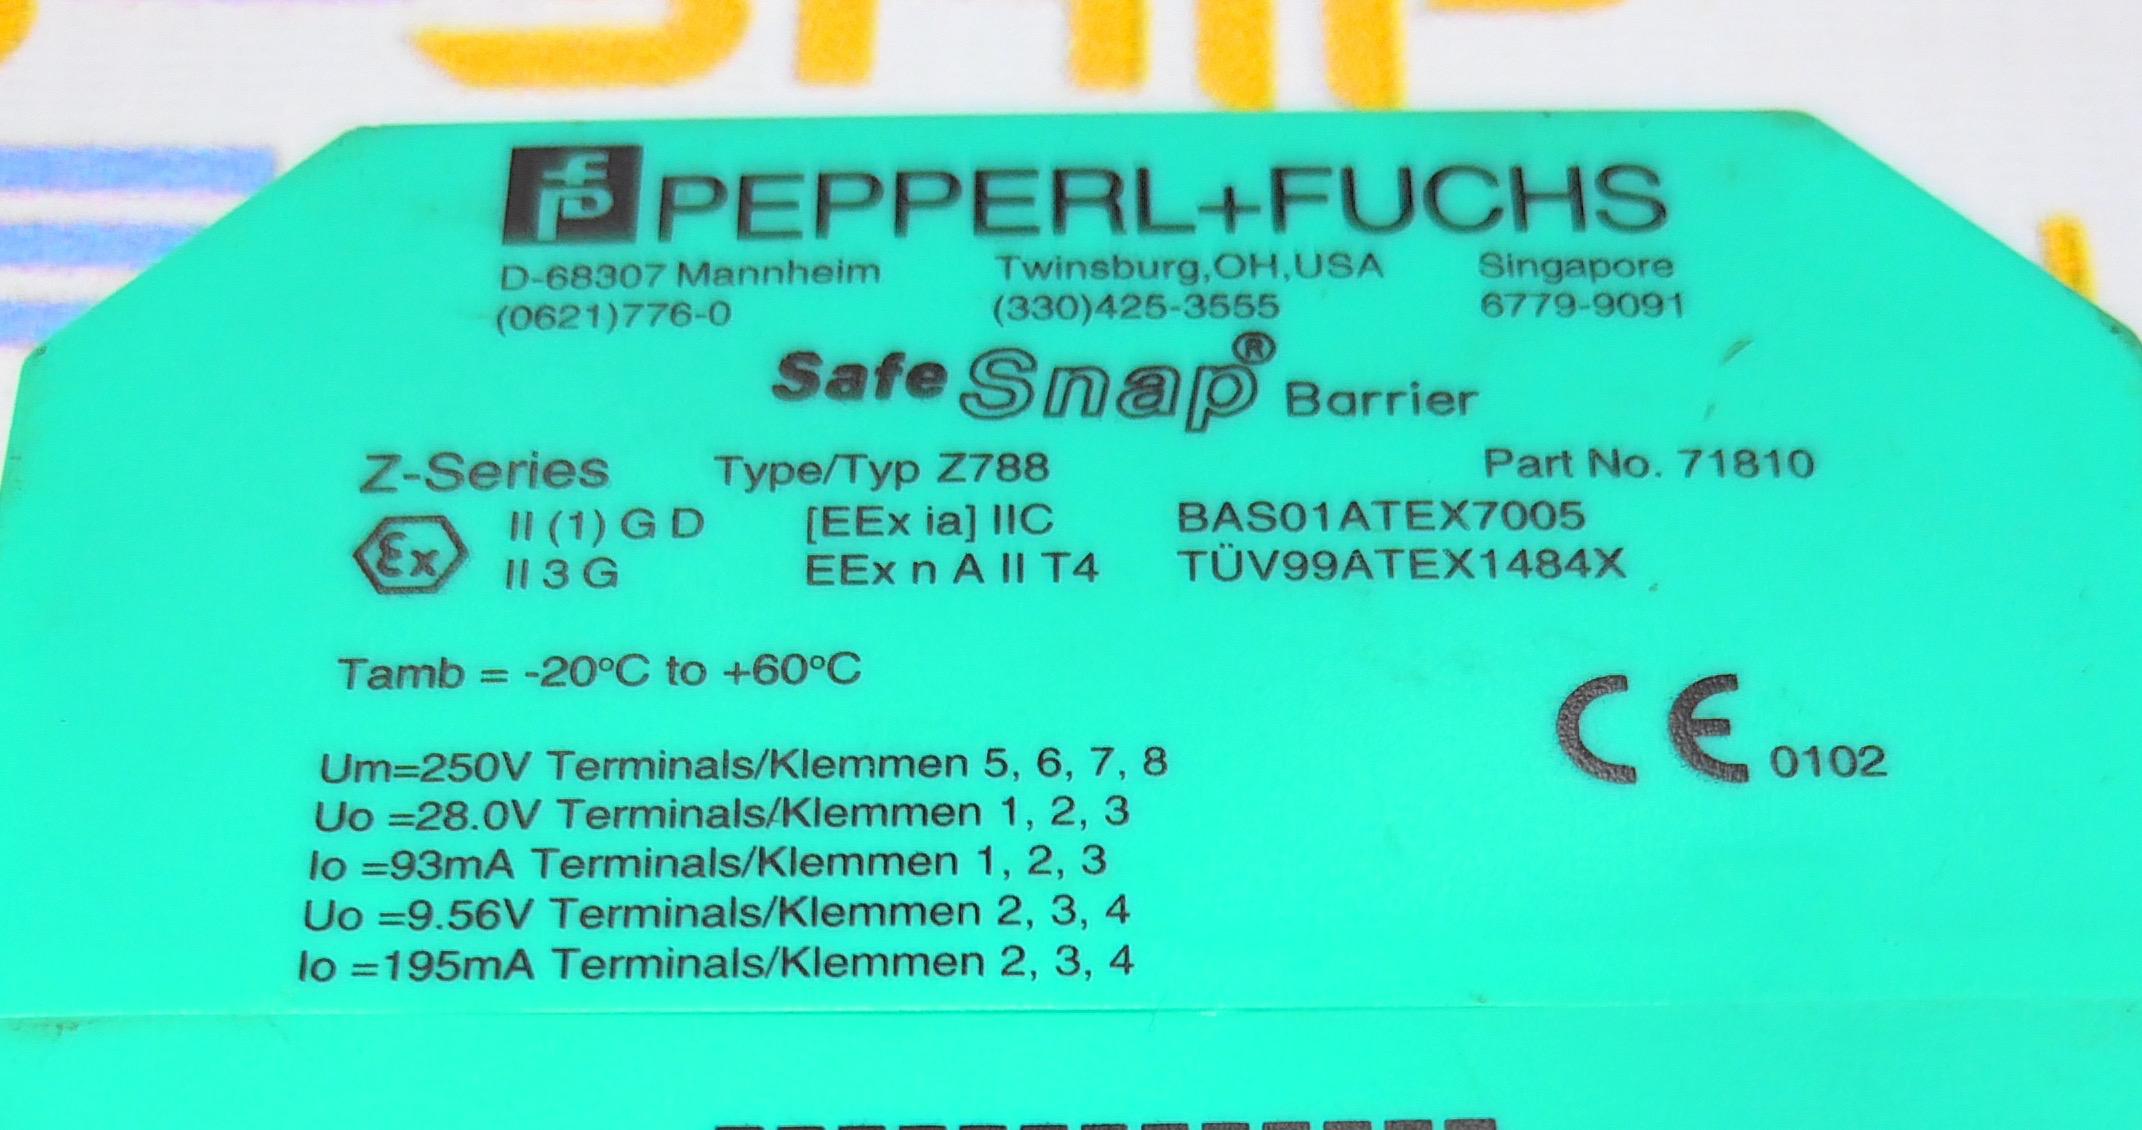 PEPPERL+FUCHS
D-68307 Mannheim Twinsburg,OH,USA Singapore
(0621)776-0 (330)425-3555 6779-9091
Safe Snap® Barrier
Z-Series Type/Typ Z788 Part No. 71810
Ex II (1) G D [EEx ia] IIC BAS01ATEX7005
II 3 G EEx n A II T4 TÜV99ATEX1484X
Tamb = -20°C to +60°C
CE 0102
Um=250V Terminals/Klemmen 5, 6, 7, 8
Uo =28.0V Terminals/Klemmen 1, 2, 3
Io =93mA Terminals/Klemmen 1, 2, 3
Uo =9.56V Terminals/Klemmen 2, 3, 4
Io =195mA Terminals/Klemmen 2, 3, 4